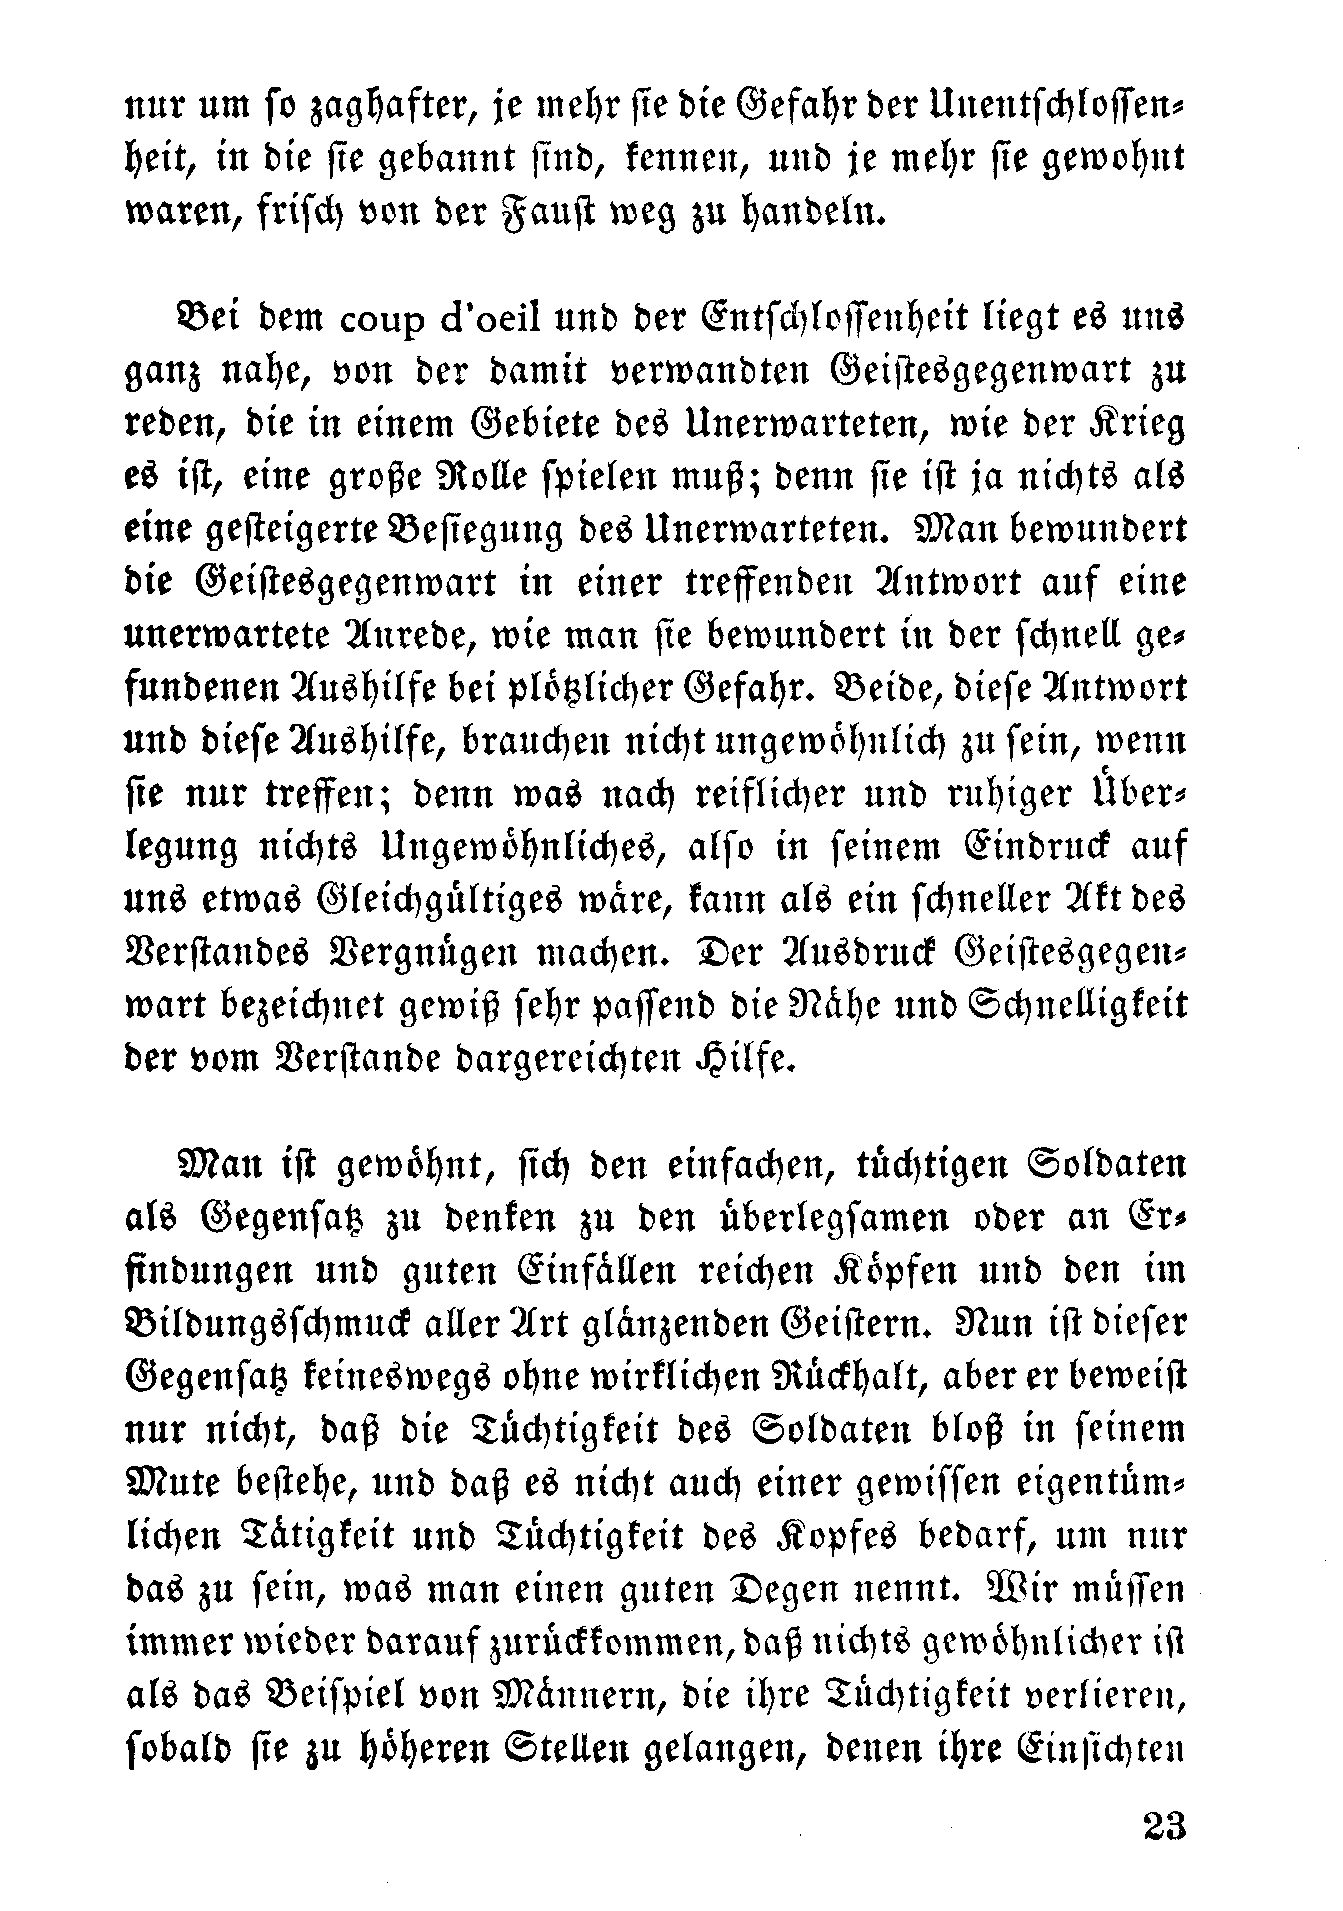 nur um so zaghafter, je mehr sie die Gefahr der Unentschlossen-
heit, in die sie gebannt sind, kennen, und je mehr sie gewohnt
waren, frisch von der Faust weg zu handeln.
Bei dem coup d'oeil und der Entschlossenheit liegt es uns
ganz nahe, von der damit verwandten Geistesgegenwart zu
reden, die in einem Gebiete des Unerwarteten, wie der Krieg
es ist, eine große Rolle spielen muß; denn sie ist ja nichts als
eine gesteigerte Besiegung des Unerwarteten. Man bewundert
die Geistesgegenwart in einer treffenden Antwort auf eine
unerwartete Anrede, wie man sie bewundert in der schnell ge-
fundenen Aushilfe bei plötzlicher Gefahr. Beide, diese Antwort
und diese Aushilfe, brauchen nicht ungewöhnlich zu sein, wenn
sie nur treffen; denn was nach reiflicher und ruhiger Über-
legung nichts Ungewöhnliches, also in seinem Eindruck auf
uns etwas Gleichgültiges wäre, kann als ein schneller Akt des
Verstandes Vergnügen machen. Der Ausdruck Geistesgegen-
wart bezeichnet gewiß sehr passend die Nähe und Schnelligkeit
der vom Verstande dargereichten Hilfe.
Man ist gewöhnt, sich den einfachen, tüchtigen Soldaten
als Gegensatz zu denken zu den überlegsamen oder an Er-
findungen und guten Einfällen reichen Köpfen und den im
Bildungsschmuck aller Art glänzenden Geistern. Nun ist dieser
Gegensatz keineswegs ohne wirklichen Rückhalt, aber er beweist
nur nicht, daß die Tüchtigkeit des Soldaten bloß in seinem
Mute bestehe, und daß es nicht auch einer gewissen eigentüm-
lichen Tätigkeit und Tüchtigkeit des Kopfes bedarf, um nur
das zu sein, was man einen guten Degen nennt. Wir müssen
immer wieder darauf zurückkommen, daß nichts gewöhnlicher ist
als das Beispiel von Männern, die ihre Tüchtigkeit verlieren,
sobald sie zu höheren Stellen gelangen, denen ihre Einsichten
23